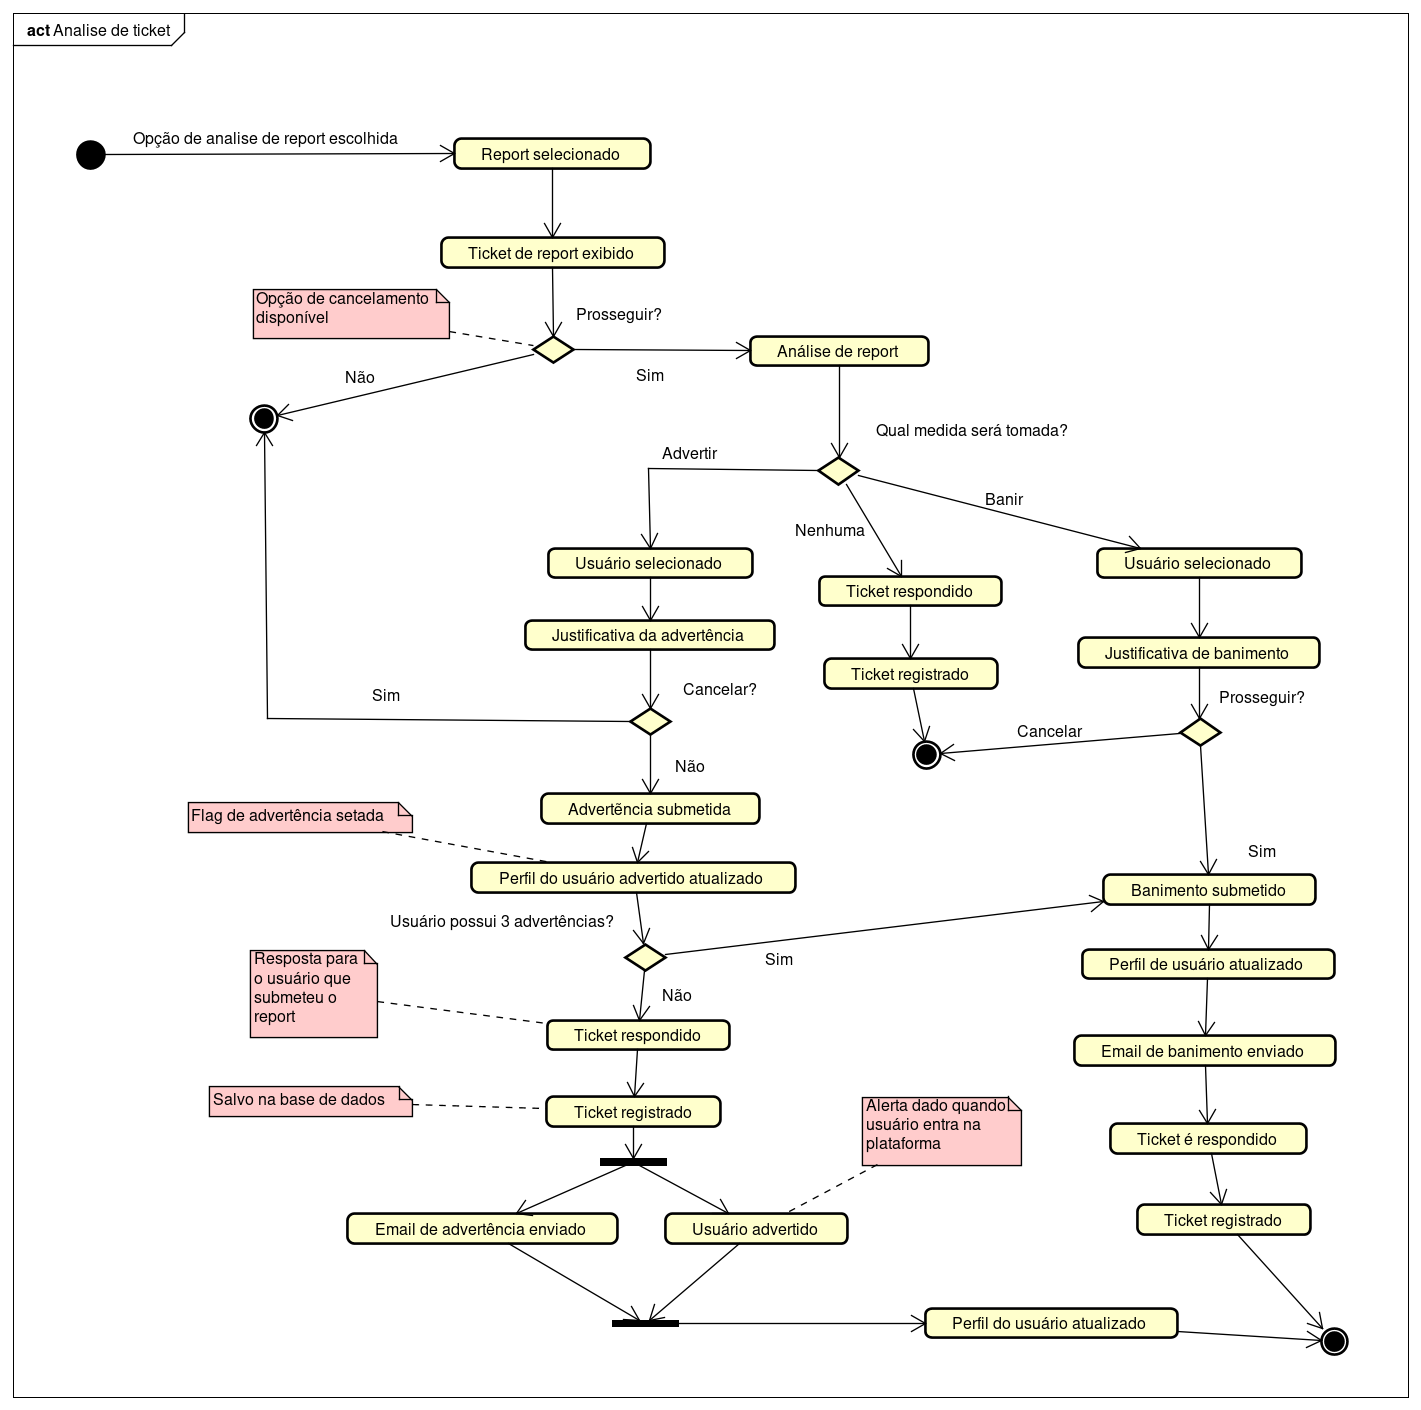 act Analise de ticket
Opção de analise de report escolhida
Report selecionado
Ticket de report exibido
Opção de cancelamento
disponível
Prosseguir?
Não
Sim
Análise de report
Qual medida será tomada?
Advertir
Nenhuma
Banir
Usuário selecionado
Ticket respondido
Usuário selecionado
Justificativa da advertência
Ticket registrado
Justificativa de banimento
Sim
Cancelar?
Prosseguir?
Cancelar
Não
Advertência submetida
Flag de advertência setada
Perfil do usuário advertido atualizado
Sim
Banimento submetido
Usuário possui 3 advertências?
Sim
Perfil de usuário atualizado
Resposta para
o usuário que
submeteu o
report
Não
Ticket respondido
Email de banimento enviado
Salvo na base de dados
Ticket registrado
Alerta dado quando
usuário entra na
plataforma
Ticket é respondido
Email de advertência enviado
Usuário advertido
Ticket registrado
Perfil do usuário atualizado